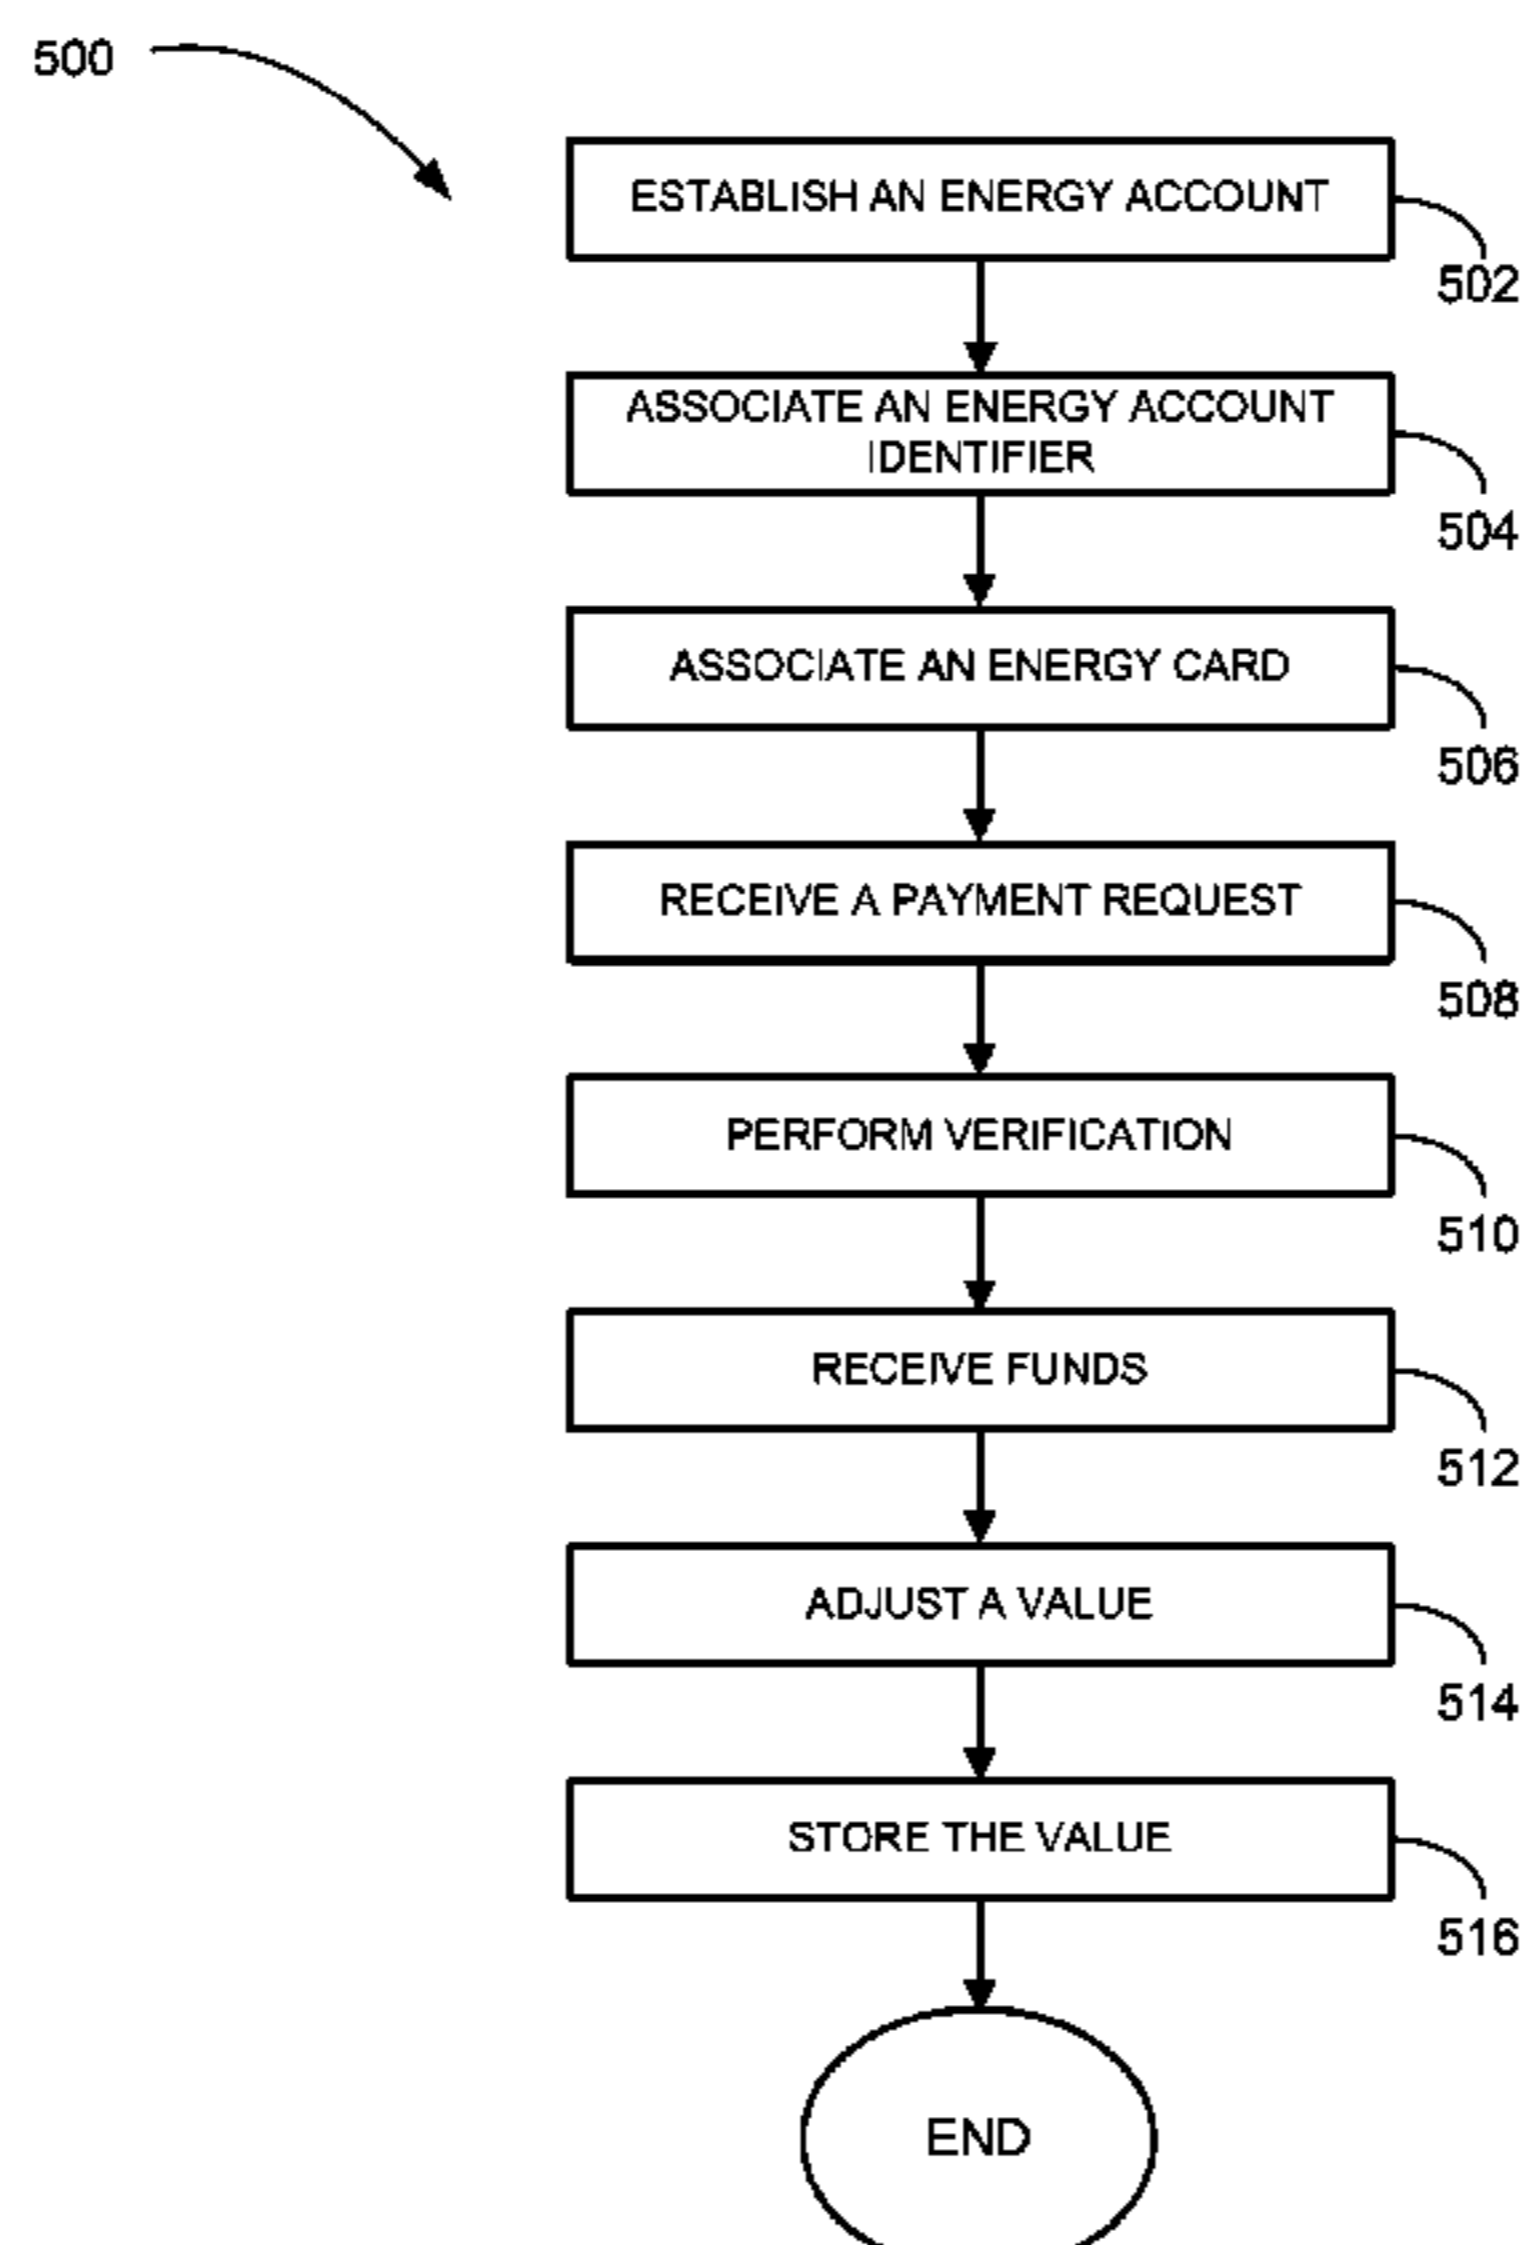 500
ESTABLISH AN ENERGY ACCOUNT
502
ASSOCIATE AN ENERGY ACCOUNT
IDENTIFIER
504
ASSOCIATE AN ENERGY CARD
506
RECEIVE A PAYMENT REQUEST
508
PERFORM VERIFICATION
510
RECEIVE FUNDS
512
ADJUST A VALUE
514
STORE THE VALUE
516
END